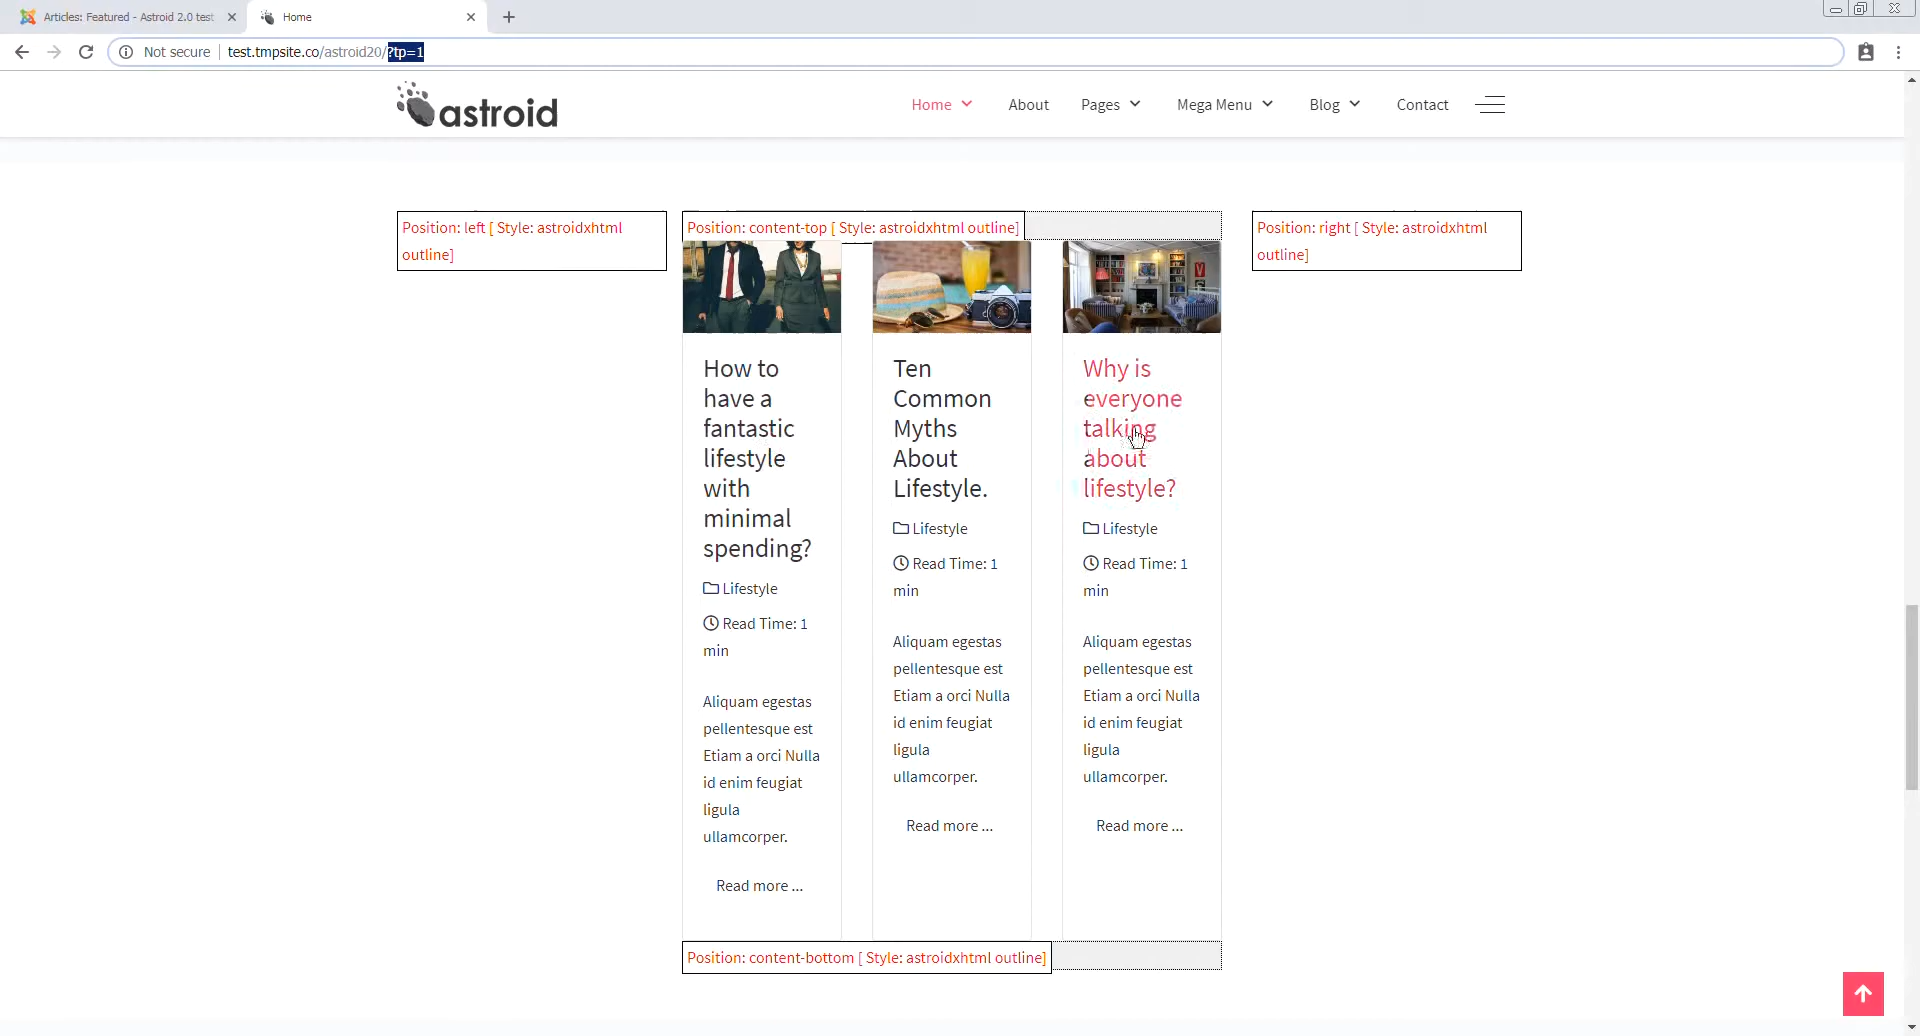 Articles: Featured - Astroid 2.0 test
Home
Not secure
test.tmpsite.co/astroid20/?tp=1
astroid
Home
About
Pages
Mega Menu
Blog
Contact
Position: left [ Style: astroidxhtml
outline]
Position: content-top [ Style: astroidxhtml outline]
Position: right [ Style: astroidxhtml
outline]
How to
have a
fantastic
lifestyle
with
minimal
spending?
Lifestyle
Read Time: 1
min
Aliquam egestas
pellentesque est
Etiam a orci Nulla
id enim feugiat
ligula
ullamcorper.
Read more ...
Ten
Common
Myths
About
Lifestyle.
Lifestyle
Read Time: 1
min
Aliquam egestas
pellentesque est
Etiam a orci Nulla
id enim feugiat
ligula
ullamcorper.
Read more ...
Why is
everyone
talking
about
lifestyle?
Lifestyle
Read Time: 1
min
Aliquam egestas
pellentesque est
Etiam a orci Nulla
id enim feugiat
ligula
ullamcorper.
Read more ...
Position: content-bottom [ Style: astroidxhtml outline]